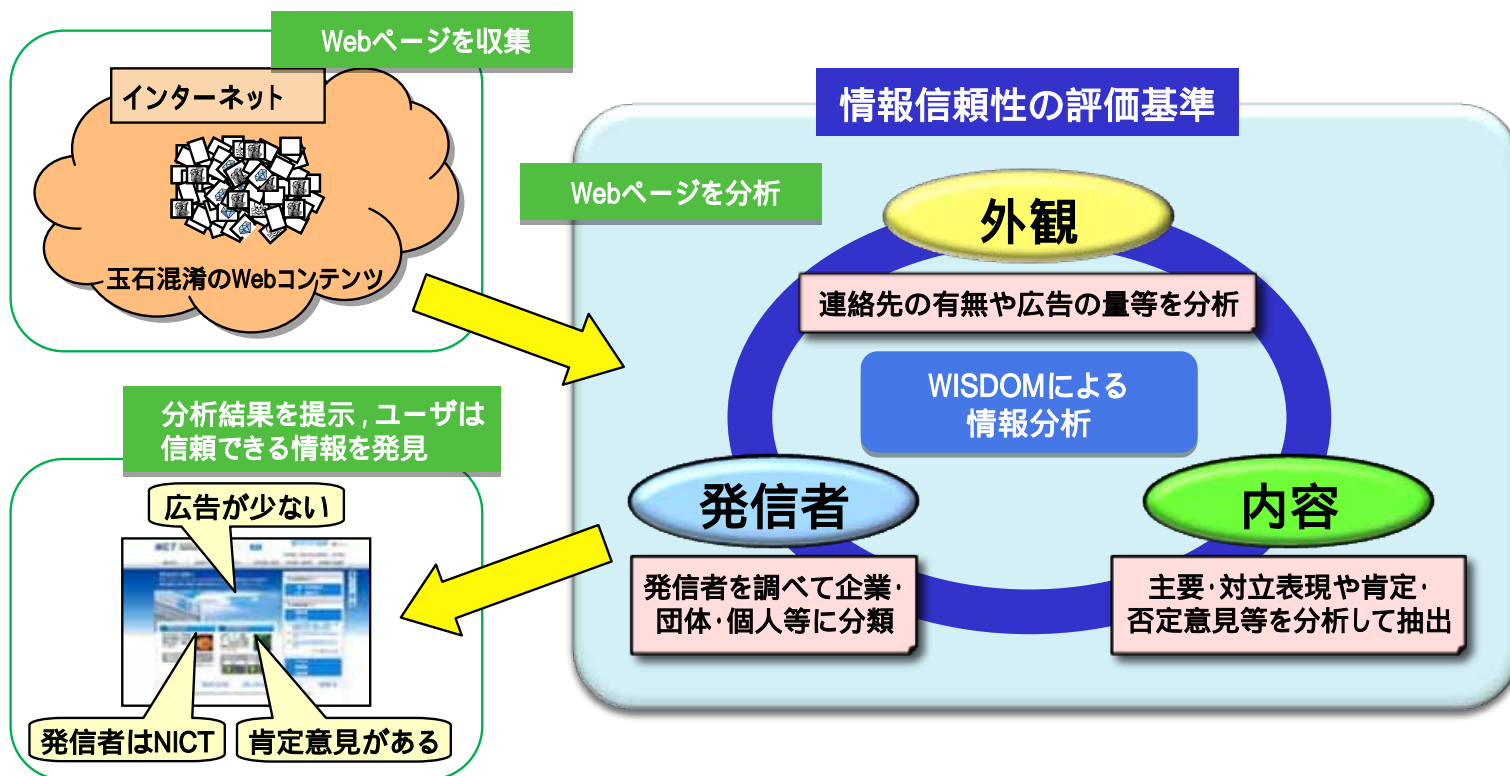 Webページを収集
インターネット
玉石混淆のWebコンテンツ
情報信頼性の評価基準
Webページを分析
外観
連絡先の有無や広告の量等を分析
WISDOMによる
情報分析
発信者
発信者を調べて企業・
団体・個人等に分類
内容
主要・対立表現や肯定・
否定意見等を分析して抽出
分析結果を提示,ユーザは
信頼できる情報を発見
広告が少ない
発信者はNICT
肯定意見がある